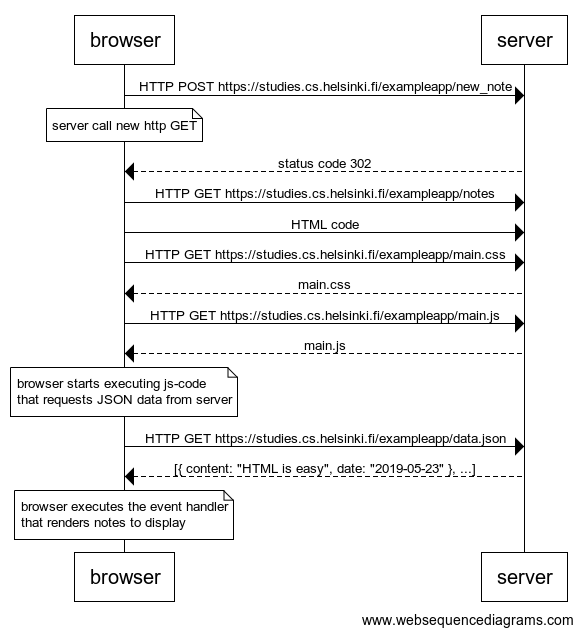 browser
server
HTTP POST https://studies.cs.helsinki.fi/exampleapp/new_note
server call new http GET
status code 302
HTTP GET https://studies.cs.helsinki.fi/exampleapp/notes
HTML code
HTTP GET https://studies.cs.helsinki.fi/exampleapp/main.css
main.css
HTTP GET https://studies.cs.helsinki.fi/exampleapp/main.js
main.js
browser starts executing js-code
that requests JSON data from server
HTTP GET https://studies.cs.helsinki.fi/exampleapp/data.json
[{ content: "HTML is easy", date: "2019-05-23" }, ...]
browser executes the event handler
that renders notes to display
browser
server
www.websequencediagrams.com